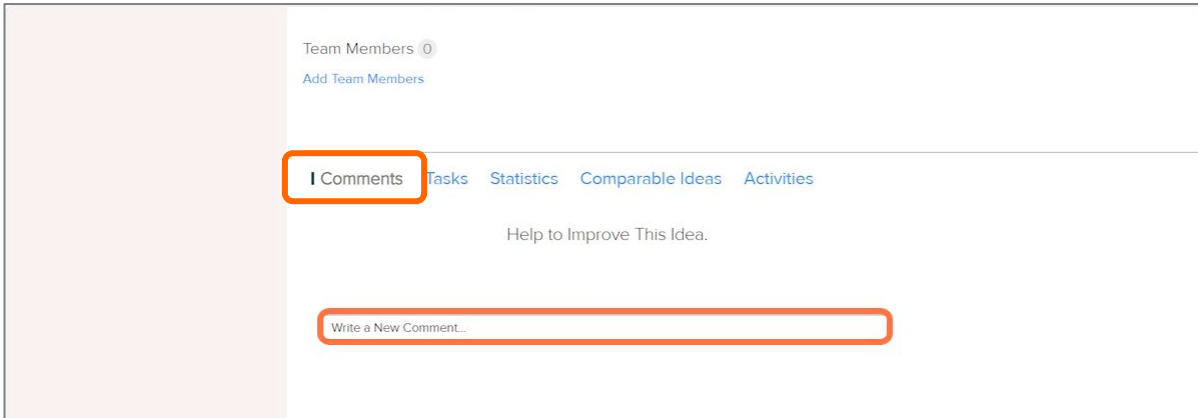 Team Members 0
Add Team Members
Comments Tasks Statistics Comparable Ideas Activities
Help to Improve This Idea.
Write a New Comment...